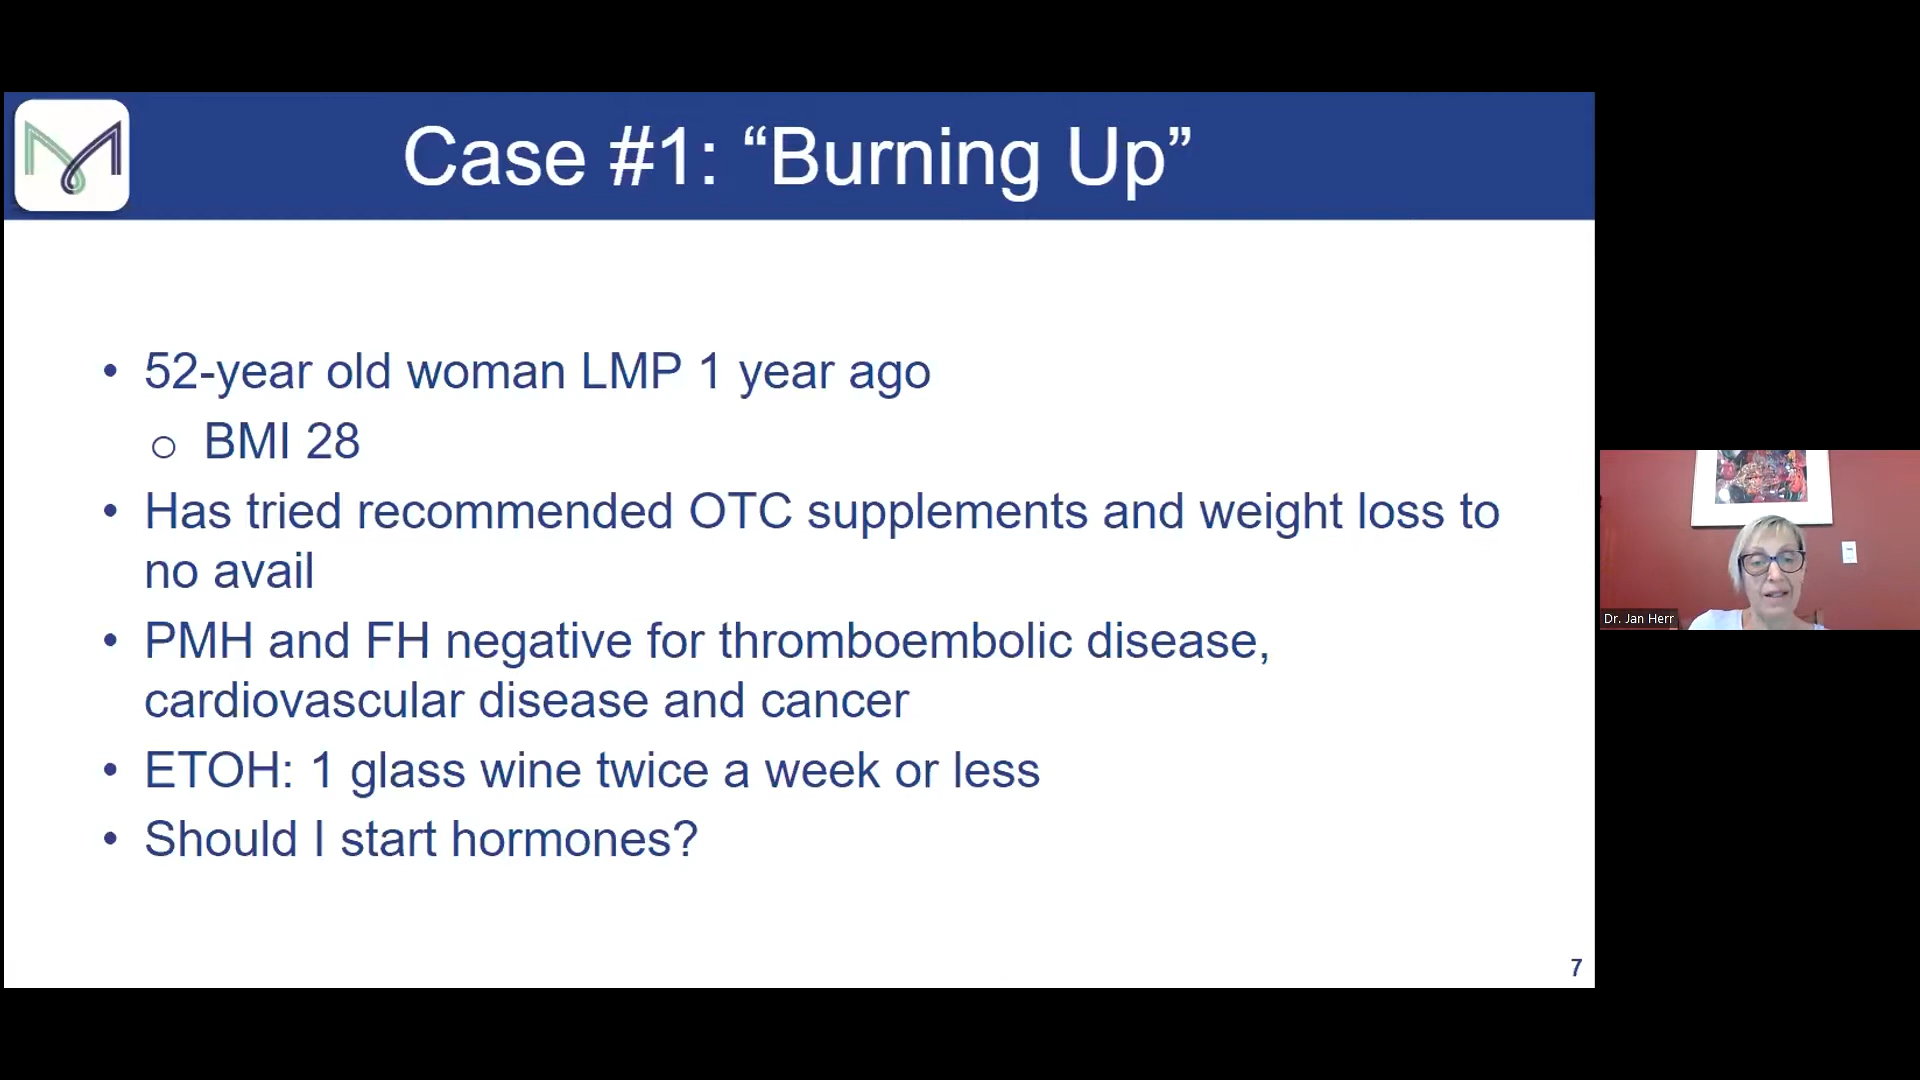 Case #1: “Burning Up”
• 52-year old woman LMP 1 year ago
o BMI 28
• Has tried recommended OTC supplements and weight loss to
no avail
• PMH and FH negative for thromboembolic disease,
cardiovascular disease and cancer
• ETOH: 1 glass wine twice a week or less
• Should I start hormones?
7
Dr. Jan Herr